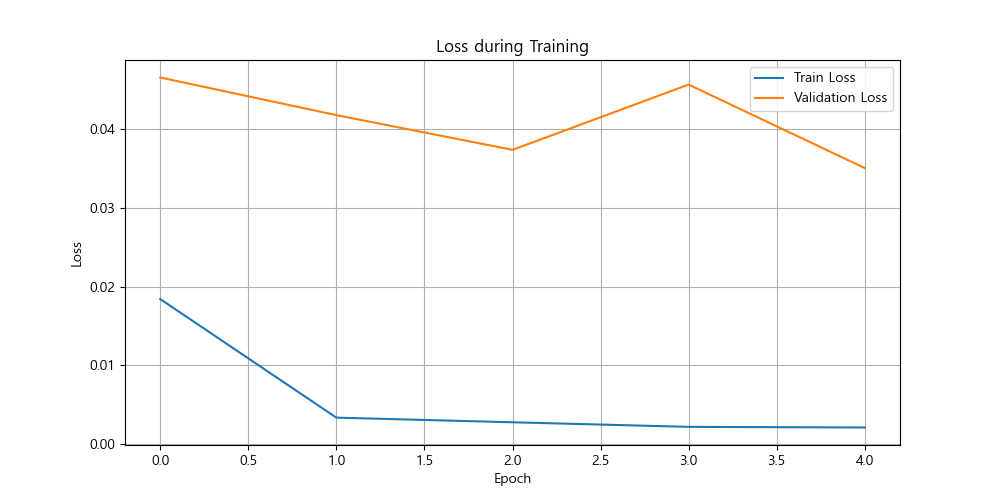 Loss during Training
Train Loss
Validation Loss
0.04
0.03
0.02
0.01
0.00
Loss
0.0 0.5 1.0 1.5 2.0 2.5 3.0 3.5 4.0
Epoch